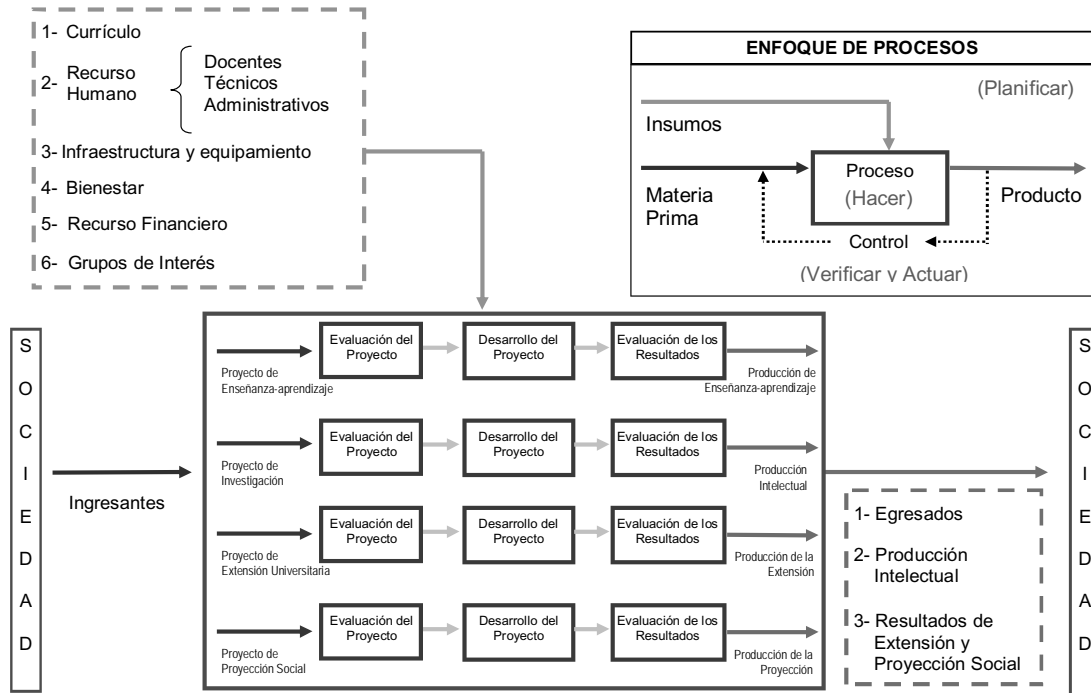 1- Currículo
2- Recurso
Humano
Docentes
Técnicos
Administrativos
3- Infraestructura y equipamiento
4- Bienestar
5- Recurso Financiero
6- Grupos de Interés
ENFOQUE DE PROCESOS
(Planificar)
Insumos
Materia
Prima
Proceso
(Hacer)
Producto
Control
(Verificar y Actuar)
SOCIEDAD
Ingresantes
Proyecto de
Enseñanza-aprendizaje
Evaluación del
Proyecto
Desarrollo del
Proyecto
Evaluación de los
Resultados
Producción de
Enseñanza-aprendizaje
Proyecto de
Investigación
Evaluación del
Proyecto
Desarrollo del
Proyecto
Evaluación de los
Resultados
Producción
Intelectual
Proyecto de
Extensión Universitaria
Evaluación del
Proyecto
Desarrollo del
Proyecto
Evaluación de los
Resultados
Producción de la
Extensión
Proyecto de
Proyección Social
Evaluación del
Proyecto
Desarrollo del
Proyecto
Evaluación de los
Resultados
Producción de la
Proyección
1- Egresados
2- Producción
Intelectual
3- Resultados de
Extensión y
Proyección Social
SOCIEDAD